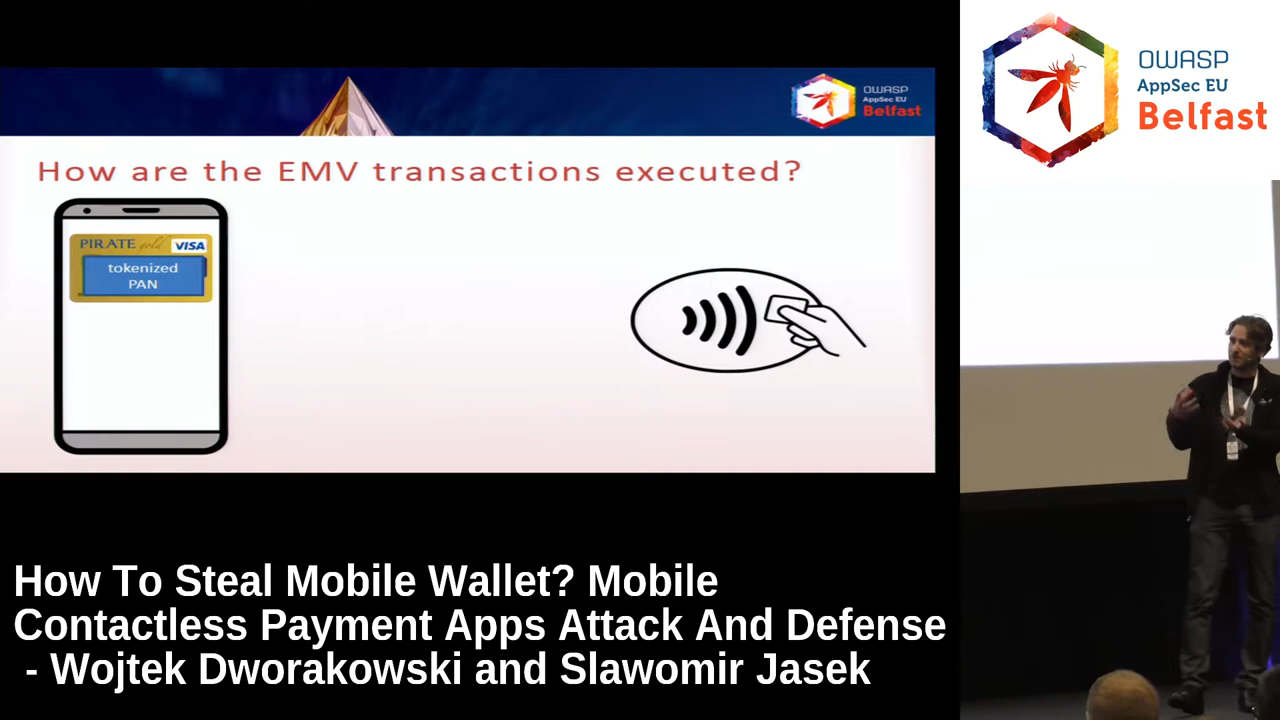 OWASP
AppSec EU
Belfast
How are the EMV transactions executed?
PIRATE gold VISA
tokenized
PAN
OWASP
AppSec EU
Belfast
How To Steal Mobile Wallet? Mobile
Contactless Payment Apps Attack And Defense
- Wojtek Dworakowski and Slawomir Jasek